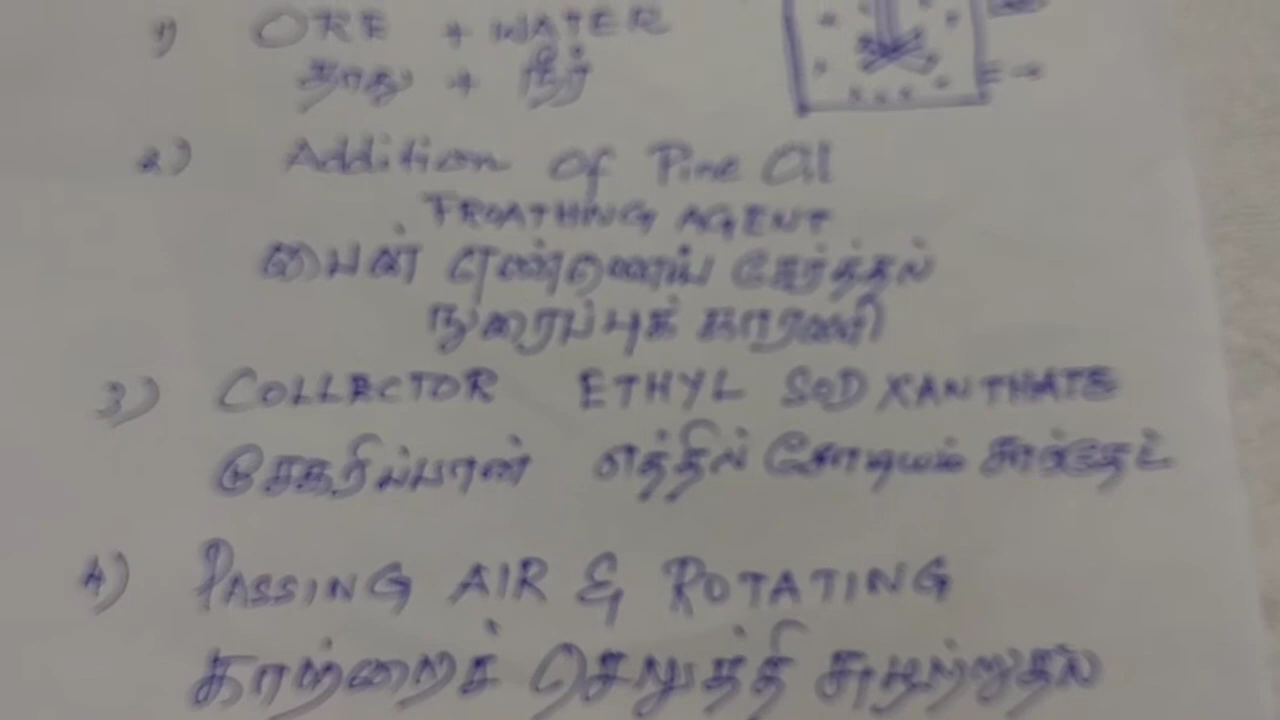 1) ORE + WATER
தாது + நீர்
2) Addition of Pine Oil
FROATHING AGENT
பைன் எண்ணெய் சேர்த்தல்
நுரைப்புக் காரணி
3) COLLECTOR ETHYL SOD XANTHATE
சேகரிப்பான் எத்தில் சோடியம் சாந்தேட்
4) PASSING AIR & ROTATING
காற்றைச் செலுத்தி சுழற்றுதல்